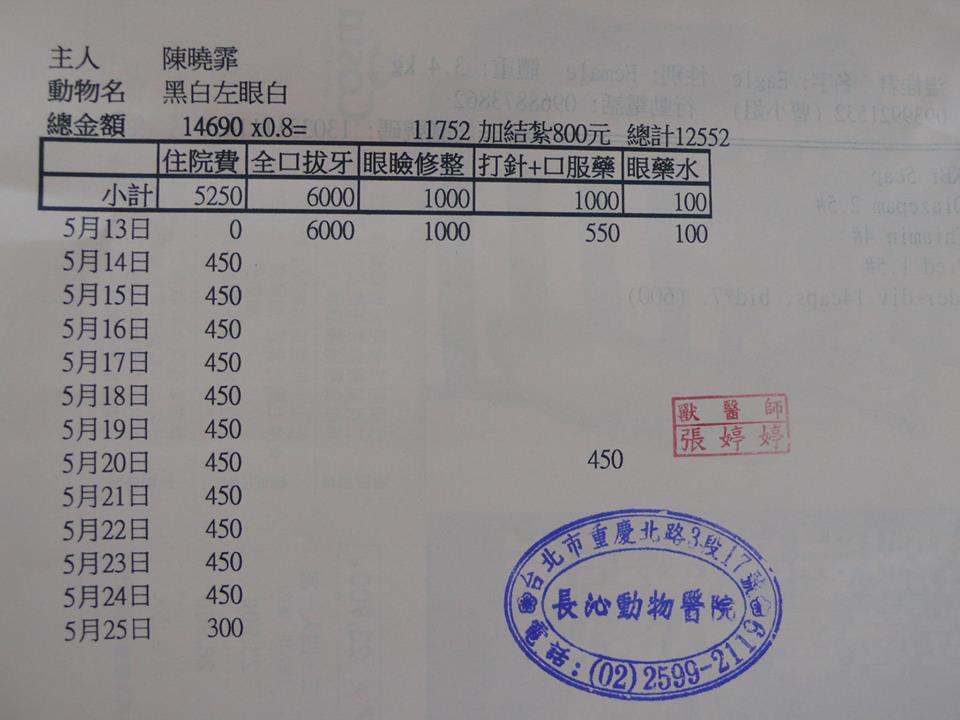 主人 陳曉霏
動物名 黑白左眼白
總金額 14690 x0.8= 11752 加結紮800元 總計12552
住院費 全口拔牙 眼瞼修整 打針+口服藥 眼藥水
小計 5250 6000 1000 1000 100
5月13日 0 6000 1000 550 100
5月14日 450
5月15日 450
5月16日 450
5月17日 450
5月18日 450
5月19日 450
5月20日 450 450
5月21日 450
5月22日 450
5月23日 450
5月24日 450
5月25日 300
獸醫師
張婷婷
台北市重慶北路3段17號
長沁動物醫院
電話:(02)2599-2119